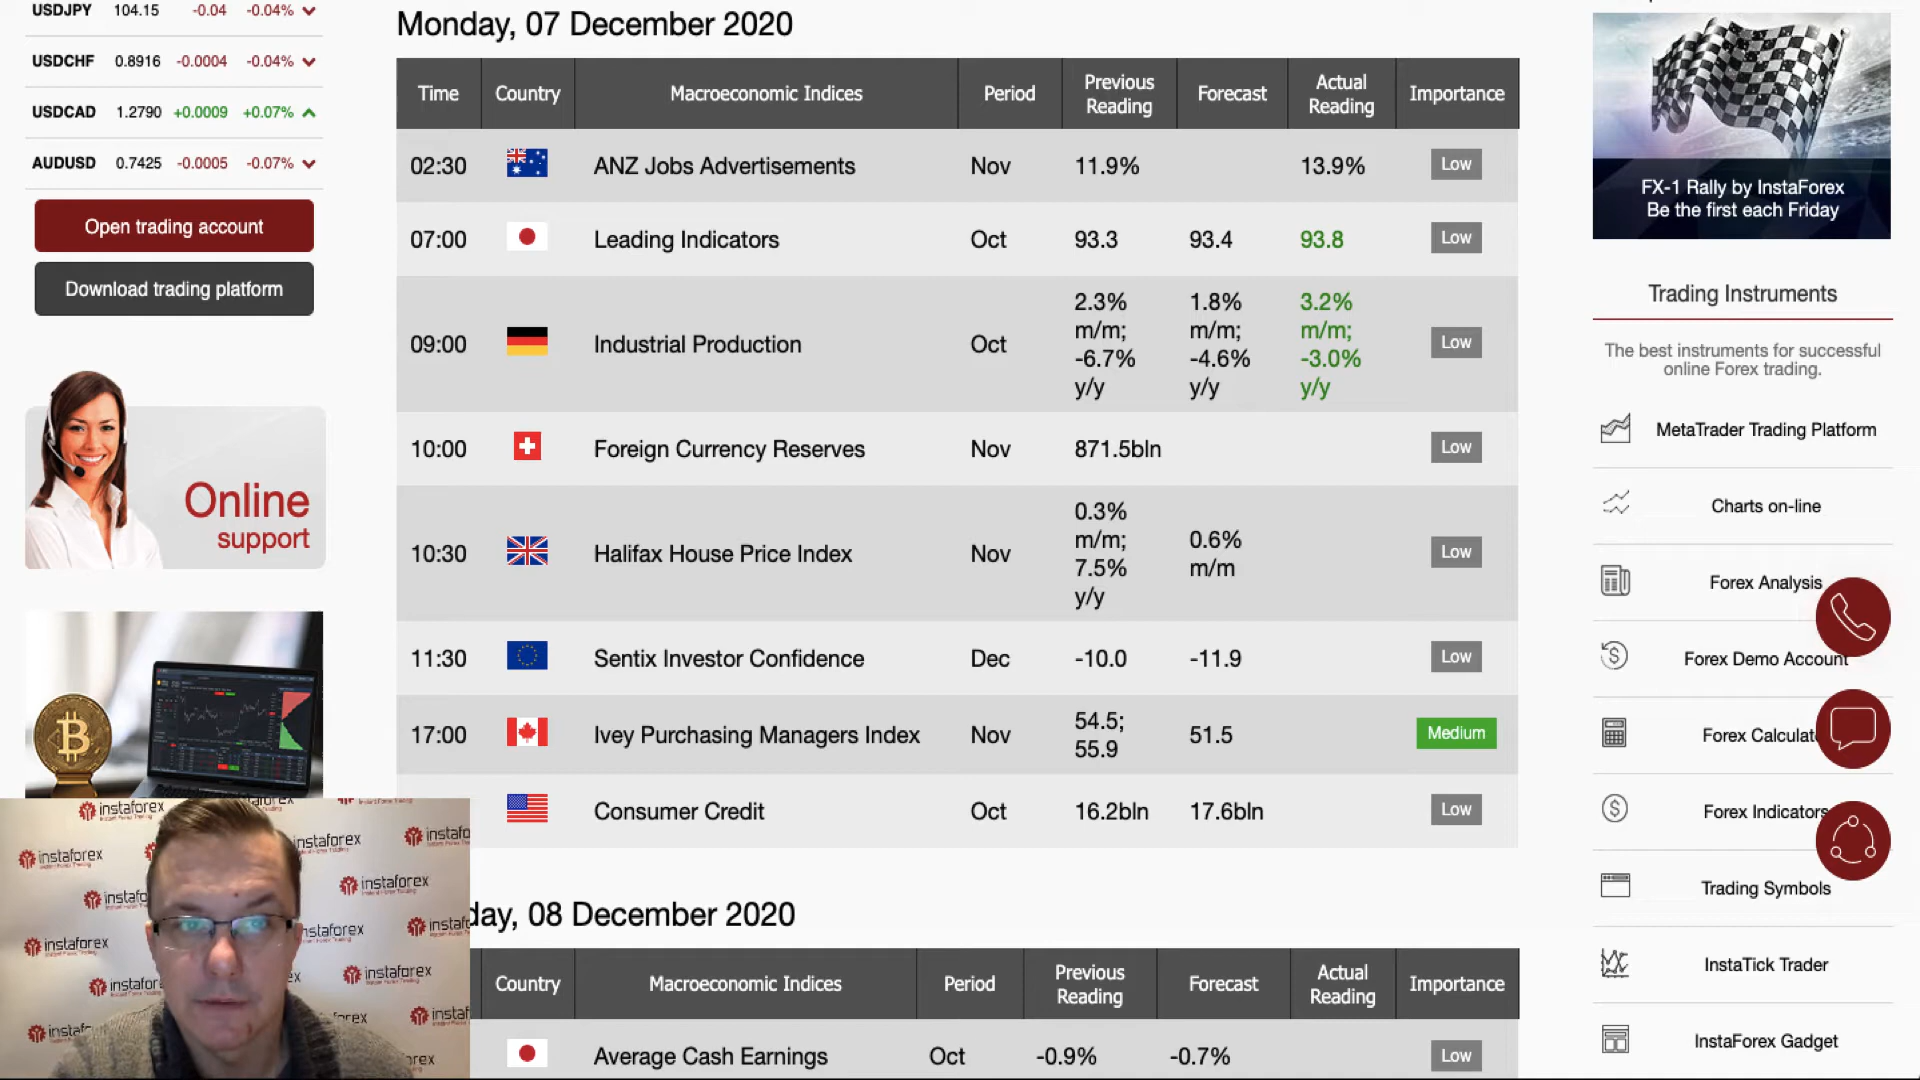 USDJPY 104.15 -0.04 -0.04%
USDCHF 0.8916 -0.0004 -0.04%
USDCAD 1.2790 +0.0009 +0.07%
AUDUSD 0.7425 -0.0005 -0.07%
Open trading account
Download trading platform
Online
support
instaforex
instaforex
instaforex
instaforex
instaforex
instaforex
Monday, 07 December 2020
Time Country Macroeconomic Indices Period Previous Reading Forecast Actual Reading Importance
02:30 ANZ Jobs Advertisements Nov 11.9% 13.9% Low
07:00 Leading Indicators Oct 93.3 93.4 93.8 Low
09:00 Industrial Production Oct 2.3% m/m; -6.7% y/y 1.8% m/m; -4.6% y/y 3.2% m/m; -3.0% y/y Low
10:00 Foreign Currency Reserves Nov 871.5bln Low
10:30 Halifax House Price Index Nov 0.3% m/m; 7.5% y/y 0.6% m/m Low
11:30 Sentix Investor Confidence Dec -10.0 -11.9 Low
17:00 Ivey Purchasing Managers Index Nov 54.5; 55.9 51.5 Medium
Consumer Credit Oct 16.2bln 17.6bln Low
day, 08 December 2020
Country Macroeconomic Indices Period Previous Reading Forecast Actual Reading Importance
Average Cash Earnings Oct -0.9% -0.7% Low
FX-1 Rally by InstaForex
Be the first each Friday
Trading Instruments
The best instruments for successful
online Forex trading.
MetaTrader Trading Platform
Charts on-line
Forex Analysis
Forex Demo Account
Forex Calculat
Forex Indicators
Trading Symbols
InstaTick Trader
InstaForex Gadget